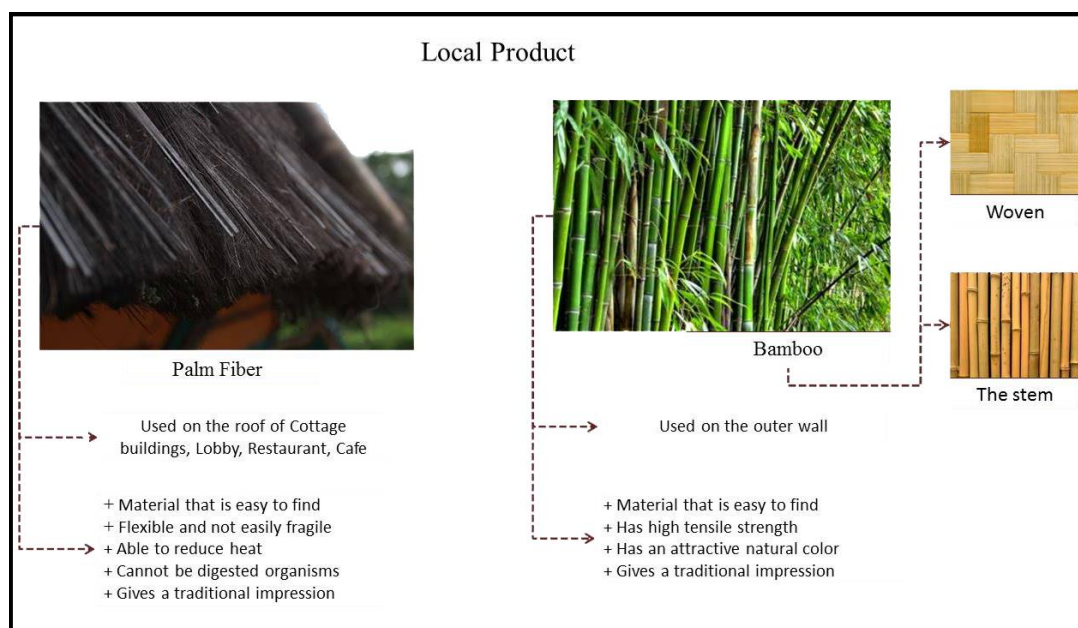 Local Product
Palm Fiber
Used on the roof of Cottage
buildings, Lobby, Restaurant, Cafe
+ Material that is easy to find
+ Flexible and not easily fragile
+ Able to reduce heat
+ Cannot be digested organisms
+ Gives a traditional impression
Bamboo
Used on the outer wall
+ Material that is easy to find
+ Has high tensile strength
+ Has an attractive natural color
+ Gives a traditional impression
Woven
The stem